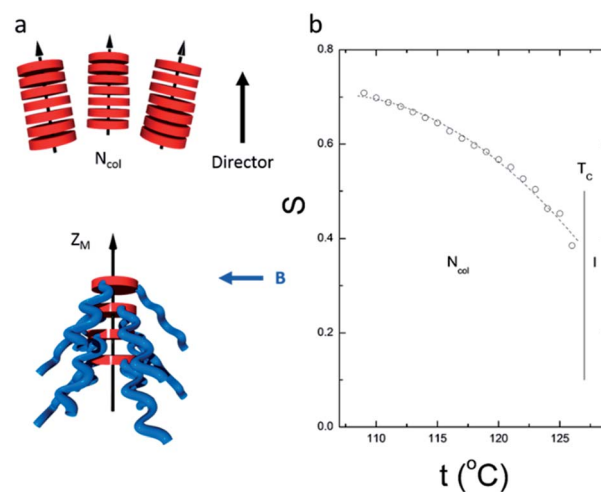 a
N_col
Director
Z_M
B
b
0.8
0.6
0.4
0.2
0.0
S
T_C
N_col
I
110
115
120
125
t (°C)